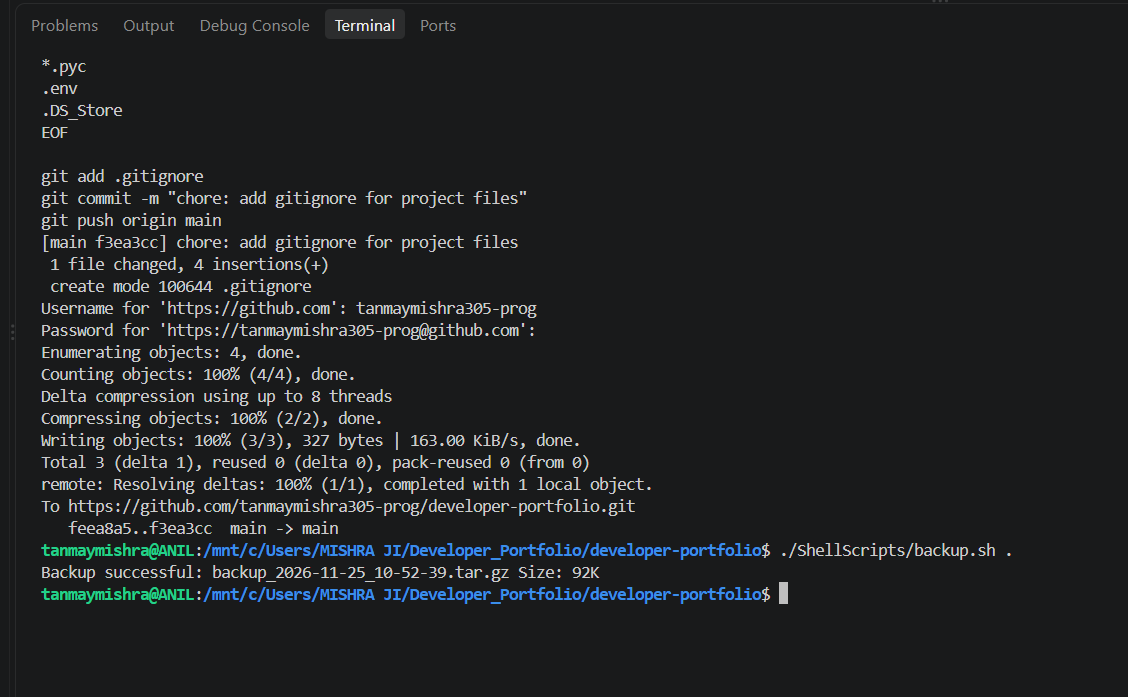 Problems Output Debug Console Terminal Ports
*.pyc
.env
.DS_Store
EOF
git add .gitignore
git commit -m "chore: add gitignore for project files"
git push origin main
[main f3ea3cc] chore: add gitignore for project files
 1 file changed, 4 insertions(+)
 create mode 100644 .gitignore
Username for 'https://github.com': tanmaymishra305-prog
Password for 'https://tanmaymishra305-prog@github.com':
Enumerating objects: 4, done.
Counting objects: 100% (4/4), done.
Delta compression using up to 8 threads
Compressing objects: 100% (2/2), done.
Writing objects: 100% (3/3), 327 bytes | 163.00 KiB/s, done.
Total 3 (delta 1), reused 0 (delta 0), pack-reused 0 (from 0)
remote: Resolving deltas: 100% (1/1), completed with 1 local object.
To https://github.com/tanmaymishra305-prog/developer-portfolio.git
   feea8a5..f3ea3cc  main -> main
tanmaymishra@ANIL:/mnt/c/Users/MISHRA JI/Developer_Portfolio/developer-portfolio$ ./ShellScripts/backup.sh .
Backup successful: backup_2026-11-25_10-52-39.tar.gz Size: 92K
tanmaymishra@ANIL:/mnt/c/Users/MISHRA JI/Developer_Portfolio/developer-portfolio$